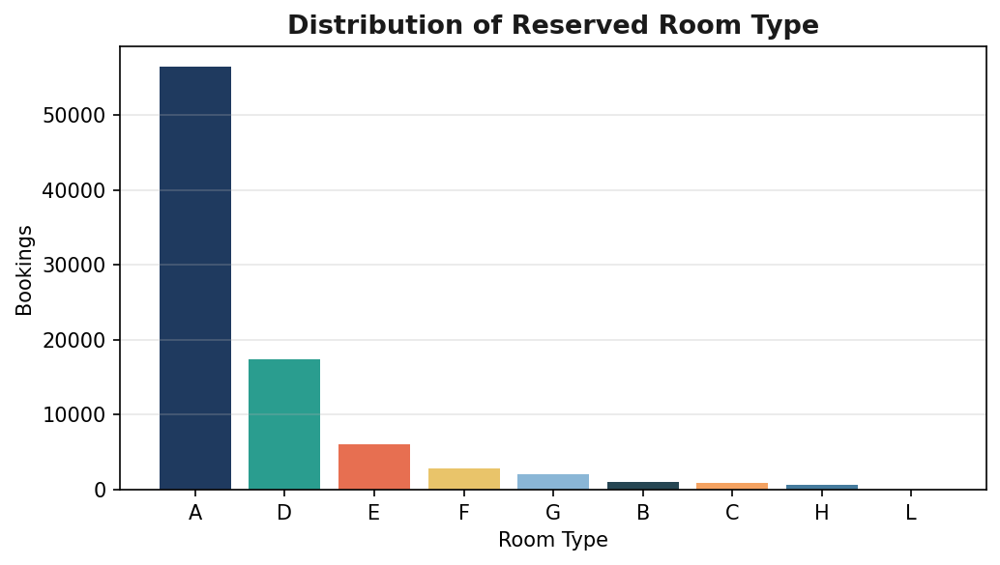 Distribution of Reserved Room Type
Bookings
50000
40000
30000
20000
10000
0
A D E F G B C H L
Room Type